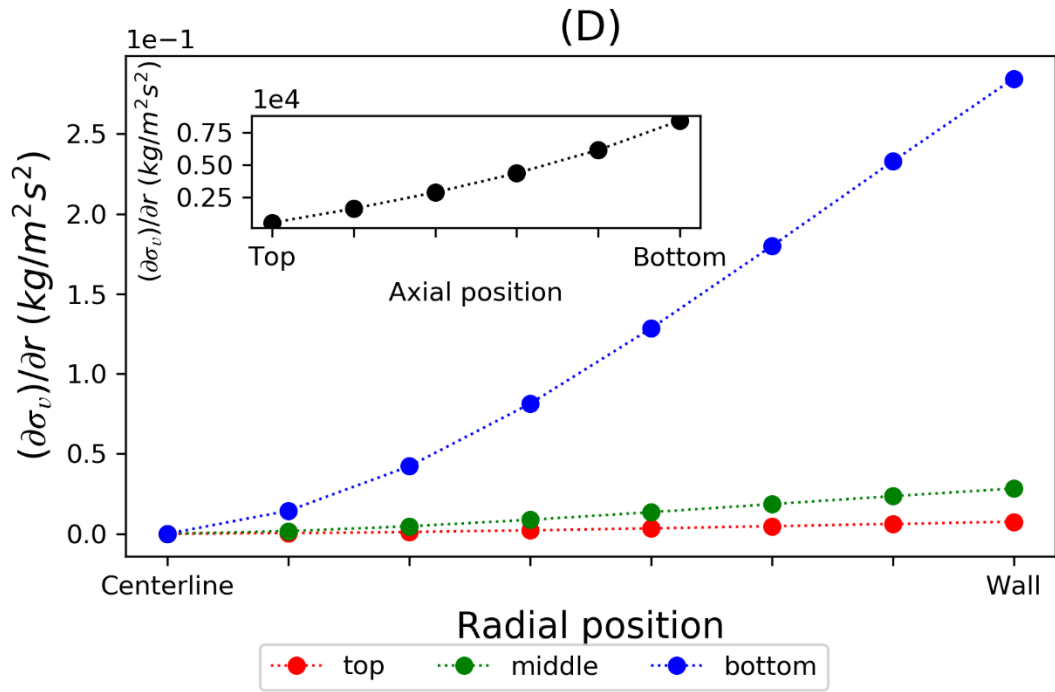 (D)
1e−1
(∂σᵥ)/∂r (kg/m²s²)
2.5
2.0
1.5
1.0
0.5
0.0
(∂σᵥ)/∂r (kg/m²s²)
1e4
0.75
0.50
0.25
Top
Bottom
Axial position
Centerline
Wall
Radial position
top middle bottom